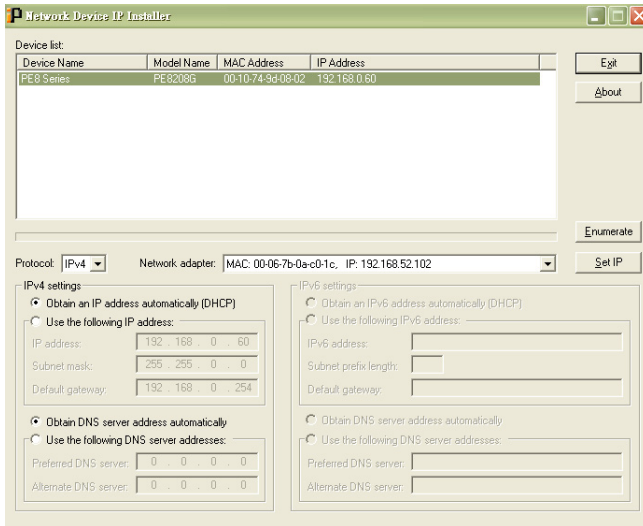 Network Device IP Installer
Device list:
Device Name Model Name MAC Address IP Address
PE8 Series PE8208G 00-10-74-9d-08-02 192.168.0.60
Exit
About
Enumerate
Protocol: IPv4 Network adapter: MAC: 00-06-7b-0a-c0-1c, IP: 192.168.52.102 Set IP
IPv4 settings
Obtain an IP address automatically (DHCP)
Use the following IP address:
IP address: 192 . 168 . 0 . 60
Subnet mask: 255 . 255 . 0 . 0
Default gateway: 192 . 168 . 0 . 254
Obtain DNS server address automatically
Use the following DNS server addresses:
Preferred DNS server: 0 . 0 . 0 . 0
Alternate DNS server: 0 . 0 . 0 . 0
IPv6 settings
Obtain an IPv6 address automatically (DHCP)
Use the following IPv6 address:
IPv6 address:
Subnet prefix length:
Default gateway:
Obtain DNS server address automatically
Use the following DNS server addresses:
Preferred DNS server:
Alternate DNS server: